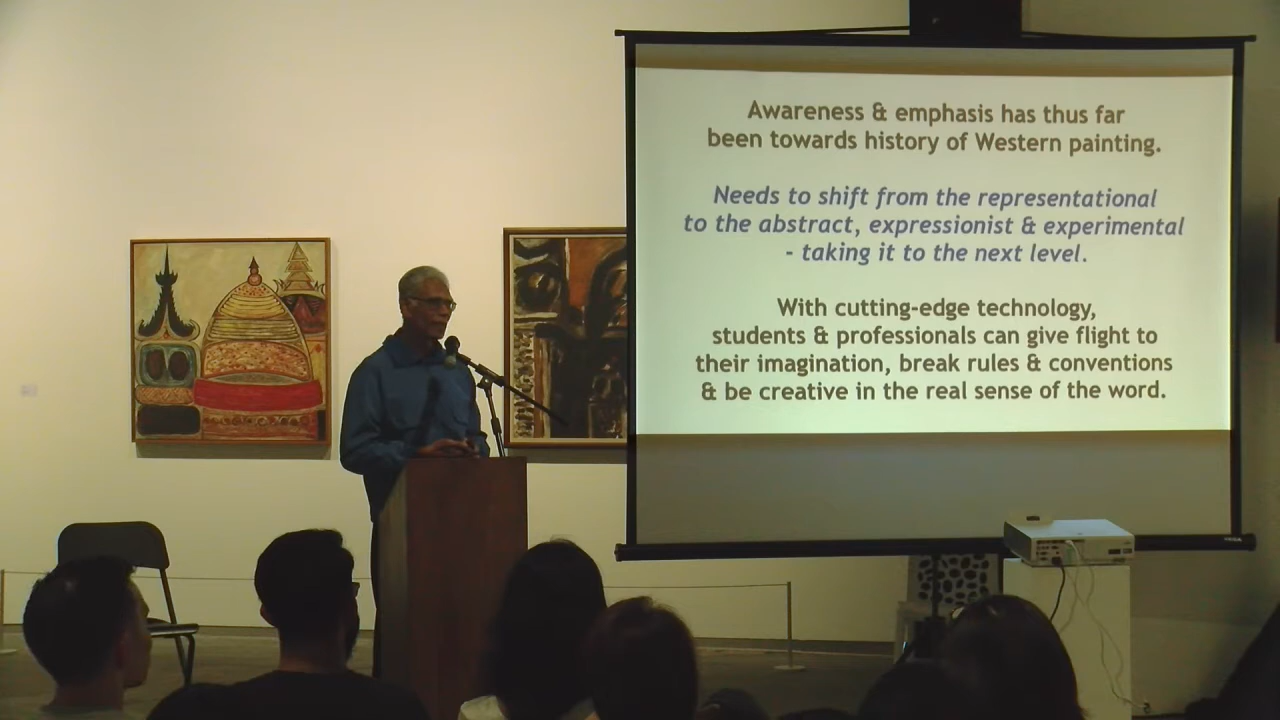 Awareness & emphasis has thus far
been towards history of Western painting.
Needs to shift from the representational
to the abstract, expressionist & experimental
- taking it to the next level.
With cutting-edge technology,
students & professionals can give flight to
their imagination, break rules & conventions
& be creative in the real sense of the word.